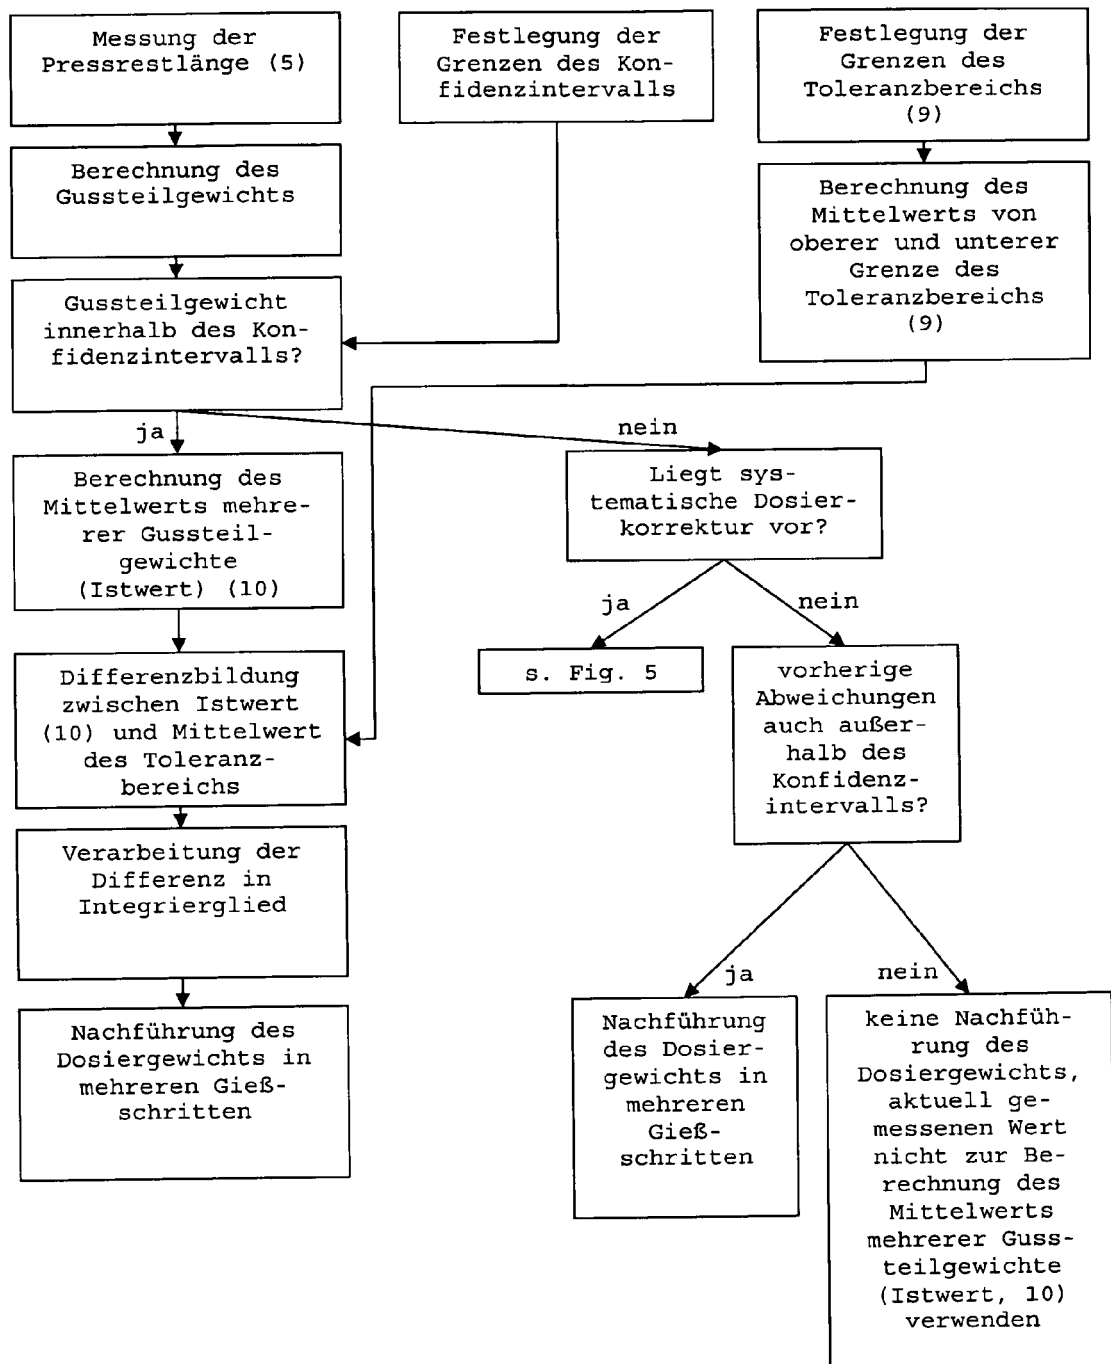 Messung der
Pressrestlänge (5)
Festlegung der
Grenzen des Kon-
fidenzintervalls
Festlegung der
Grenzen des
Toleranzbereichs
(9)
Berechnung des
Gussteilgewichts
Berechnung des
Mittelwerts von
oberer und unterer
Grenze des
Toleranzbereichs
(9)
Gussteilgewicht
innerhalb des Kon-
fidenzintervalls?
ja
nein
Berechnung des
Mittelwerts mehre-
rer Gussteil-
gewichte
(Istwert) (10)
Liegt sys-
tematische Dosier-
korrektur vor?
ja
nein
s. Fig. 5
Differenzbildung
zwischen Istwert
(10) und Mittelwert
des Toleranz-
bereichs
vorherige
Abweichungen
auch außer-
halb des
Konfidenz-
intervalls?
Verarbeitung der
Differenz in
Integrierglied
ja
nein
Nachführung des
Dosiergewichts in
mehreren Gieß-
schritten
Nachführung
des Dosier-
gewichts in
mehreren
Gieß-
schritten
keine Nachfüh-
rung des
Dosiergewichts,
aktuell ge-
messenen Wert
nicht zur Be-
rechnung des
Mittelwerts
mehrerer Guss-
teilgewichte
(Istwert, 10)
verwenden